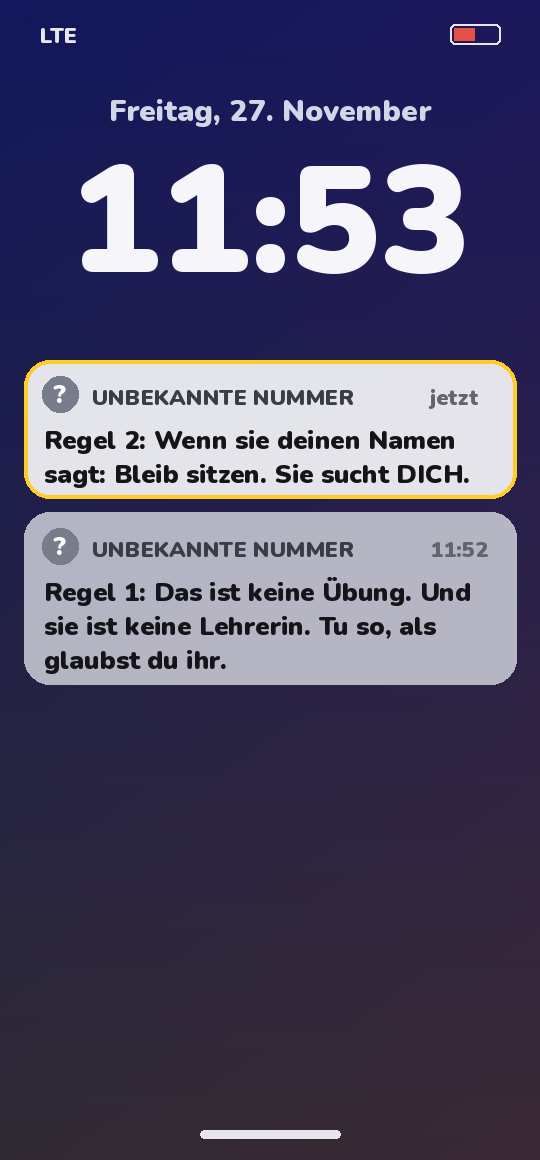 LTE
Freitag, 27. November
11:53
? UNBEKANNTE NUMMER jetzt
Regel 2: Wenn sie deinen Namen
sagt: Bleib sitzen. Sie sucht DICH.
? UNBEKANNTE NUMMER 11:52
Regel 1: Das ist keine Übung. Und
sie ist keine Lehrerin. Tu so, als
glaubst du ihr.